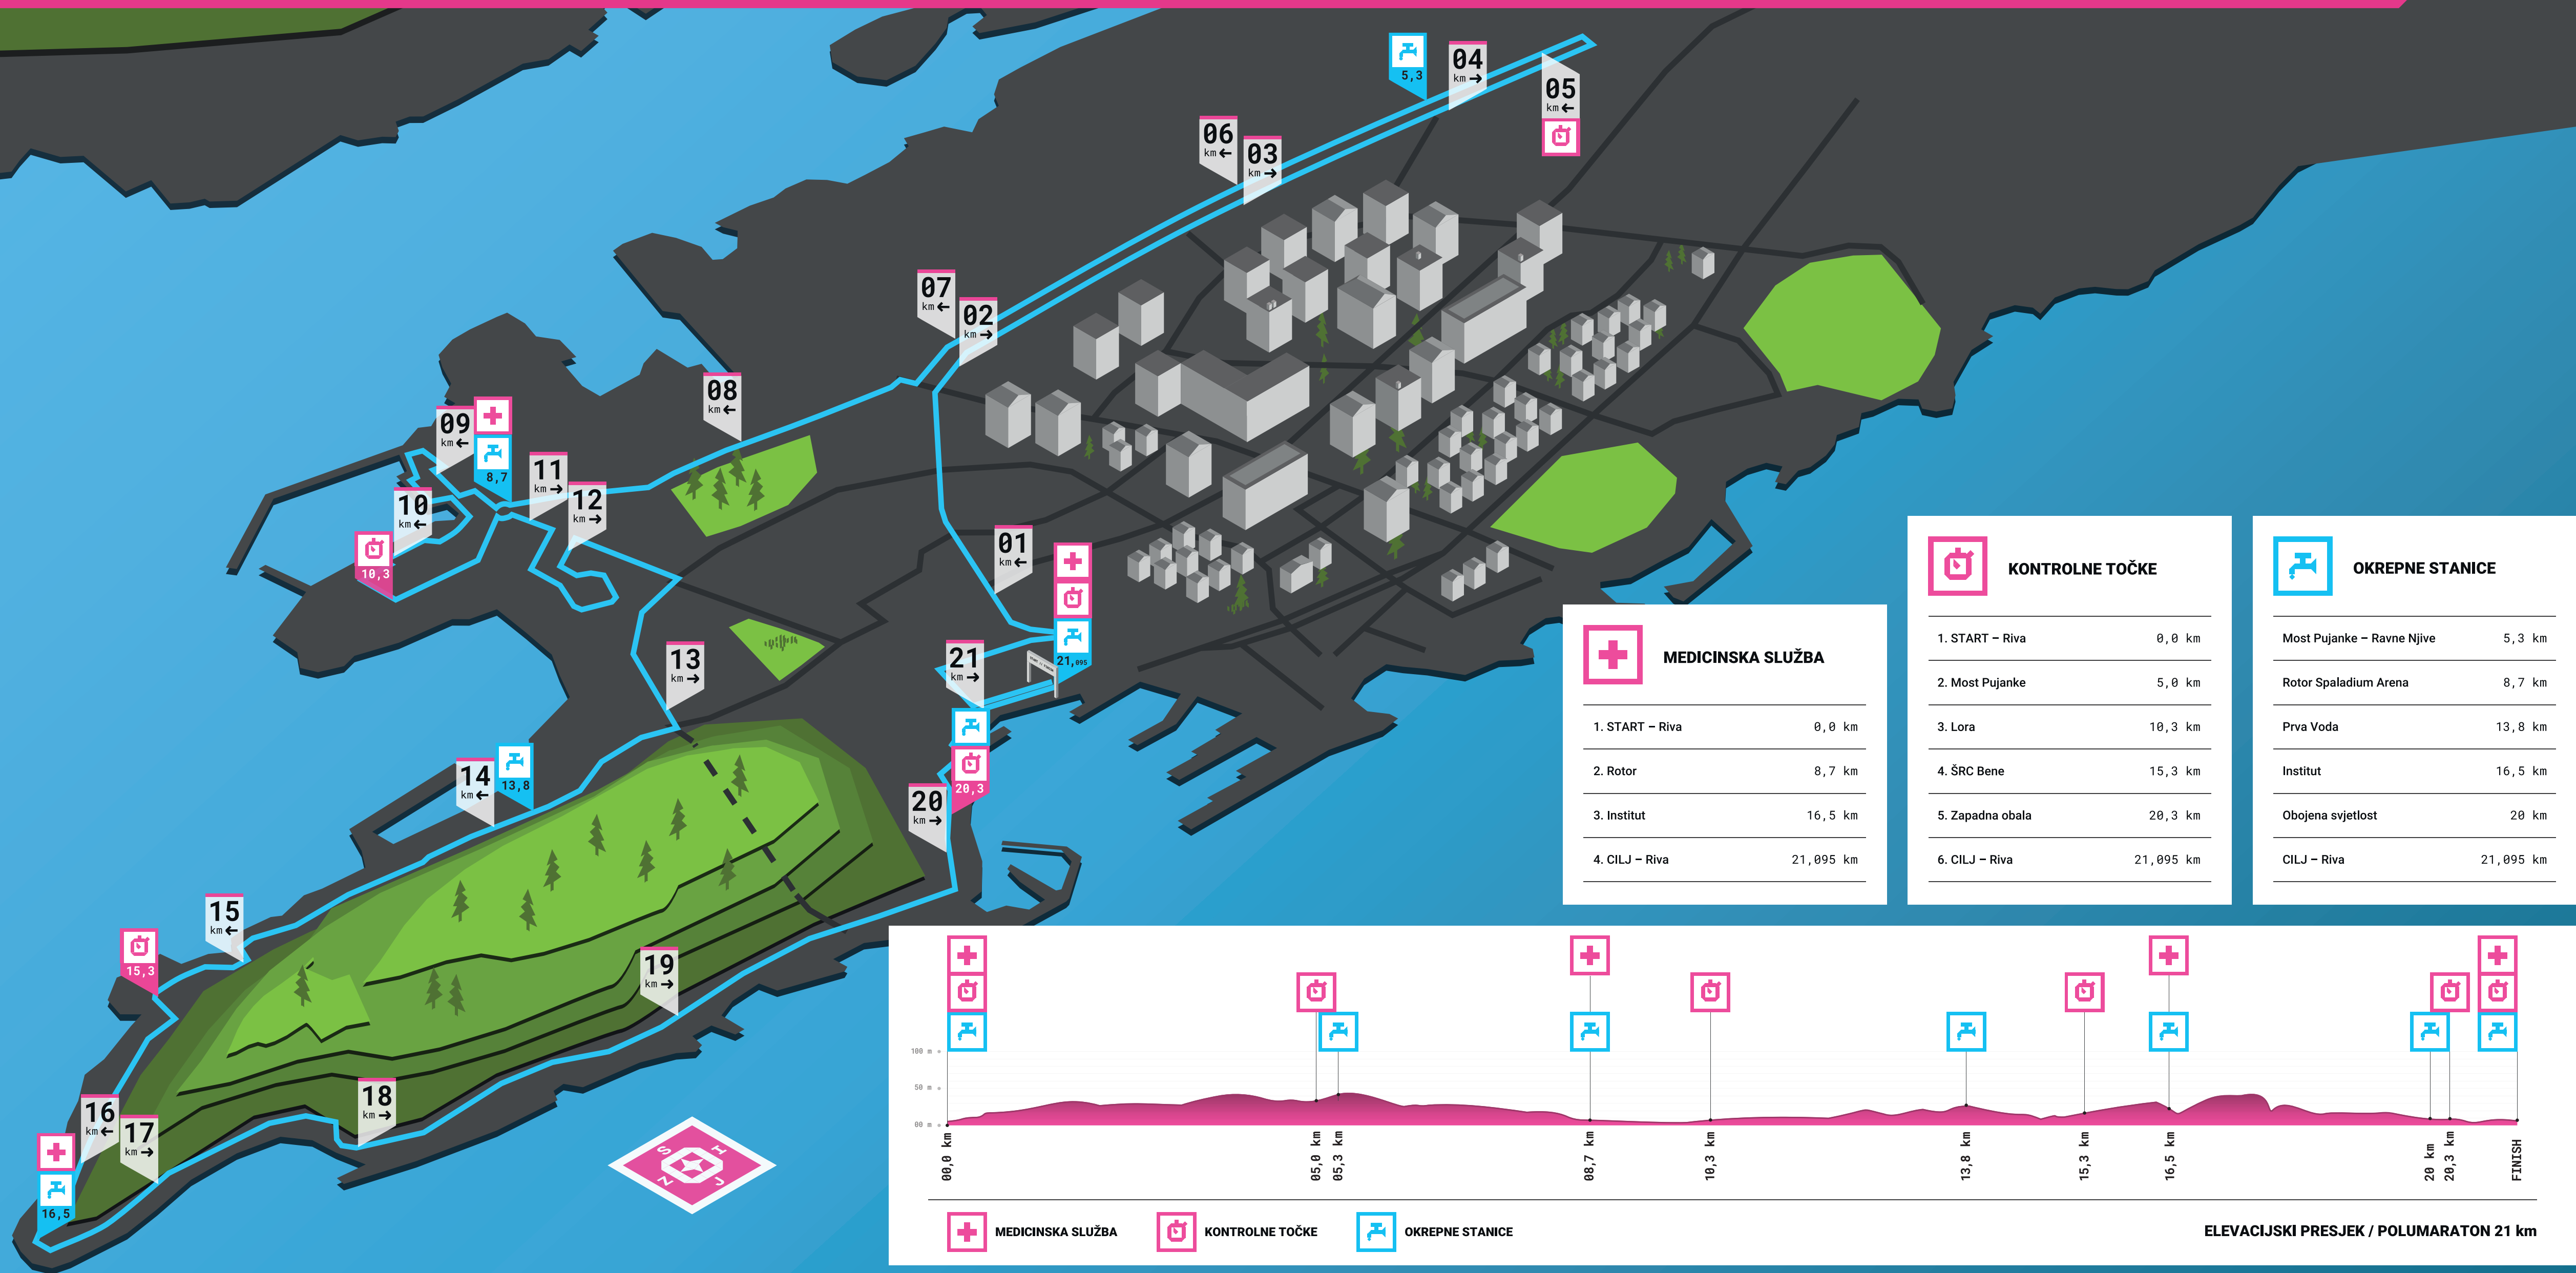 5,3
04
km →
05
km ←
06
km ←
03
km →
07
km ←
02
km →
08
km ←
09
km ←
8,7
11
km →
12
km →
10
km ←
10,3
01
km ←
21,095
21
km →
13
km →
20,3
20
km →
14
km ←
13,8
15
km ←
15,3
19
km →
18
km →
16
km ←
17
km →
16,5
S
H
Z
J
MEDICINSKA SLUŽBA
1. START – Riva 0,0 km
2. Rotor 8,7 km
3. Institut 16,5 km
4. CILJ – Riva 21,095 km
KONTROLNE TOČKE
1. START – Riva 0,0 km
2. Most Pujanke 5,0 km
3. Lora 10,3 km
4. ŠRC Bene 15,3 km
5. Zapadna obala 20,3 km
6. CILJ – Riva 21,095 km
OKREPNE STANICE
Most Pujanke – Ravne Njive 5,3 km
Rotor Spaladium Arena 8,7 km
Prva Voda 13,8 km
Institut 16,5 km
Obojena svjetlost 20 km
CILJ – Riva 21,095 km
100 m
50 m
00 m
00,0 km
05,0 km
05,3 km
08,7 km
10,3 km
13,8 km
15,3 km
16,5 km
20 km
20,3 km
FINISH
MEDICINSKA SLUŽBA
KONTROLNE TOČKE
OKREPNE STANICE
ELEVACIJSKI PRESJEK / POLUMARATON 21 km